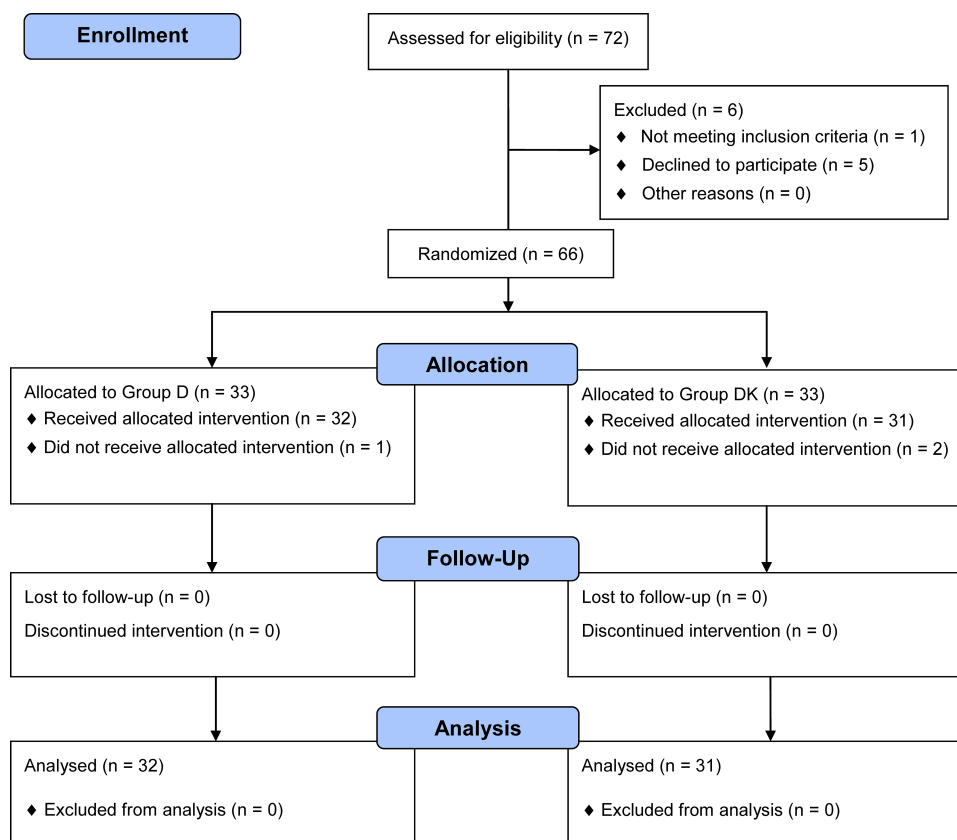 Enrollment
Assessed for eligibility (n = 72)
Excluded (n = 6)
♦ Not meeting inclusion criteria (n = 1)
♦ Declined to participate (n = 5)
♦ Other reasons (n = 0)
Randomized (n = 66)
Allocation
Allocated to Group D (n = 33)
♦ Received allocated intervention (n = 32)
♦ Did not receive allocated intervention (n = 1)
Allocated to Group DK (n = 33)
♦ Received allocated intervention (n = 31)
♦ Did not receive allocated intervention (n = 2)
Follow-Up
Lost to follow-up (n = 0)
Discontinued intervention (n = 0)
Lost to follow-up (n = 0)
Discontinued intervention (n = 0)
Analysis
Analysed (n = 32)
♦ Excluded from analysis (n = 0)
Analysed (n = 31)
♦ Excluded from analysis (n = 0)